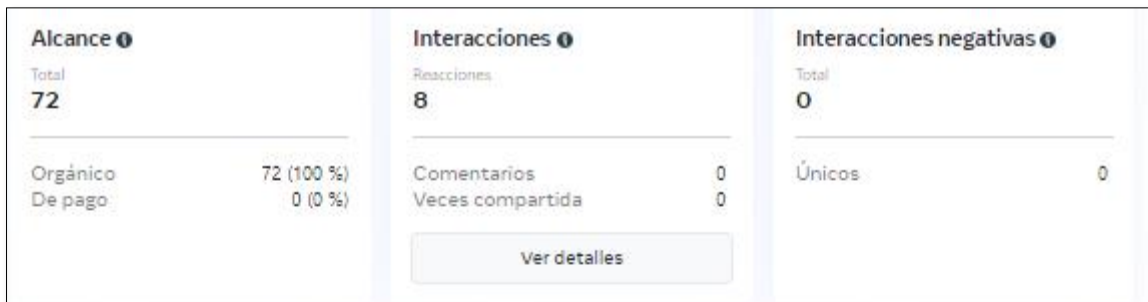 Alcance
Total
72
Orgánico 72 (100 %)
De pago 0 (0 %)
Interacciones
Reacciones
8
Comentarios 0
Veces compartida 0
Ver detalles
Interacciones negativas
Total
0
Únicos 0